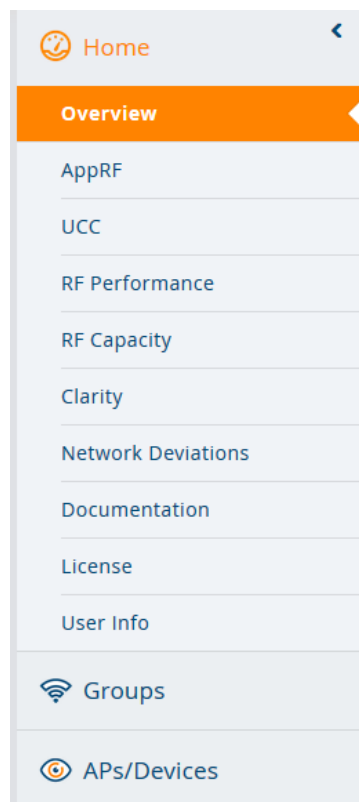 Home
Overview
AppRF
UCC
RF Performance
RF Capacity
Clarity
Network Deviations
Documentation
License
User Info
Groups
APs/Devices